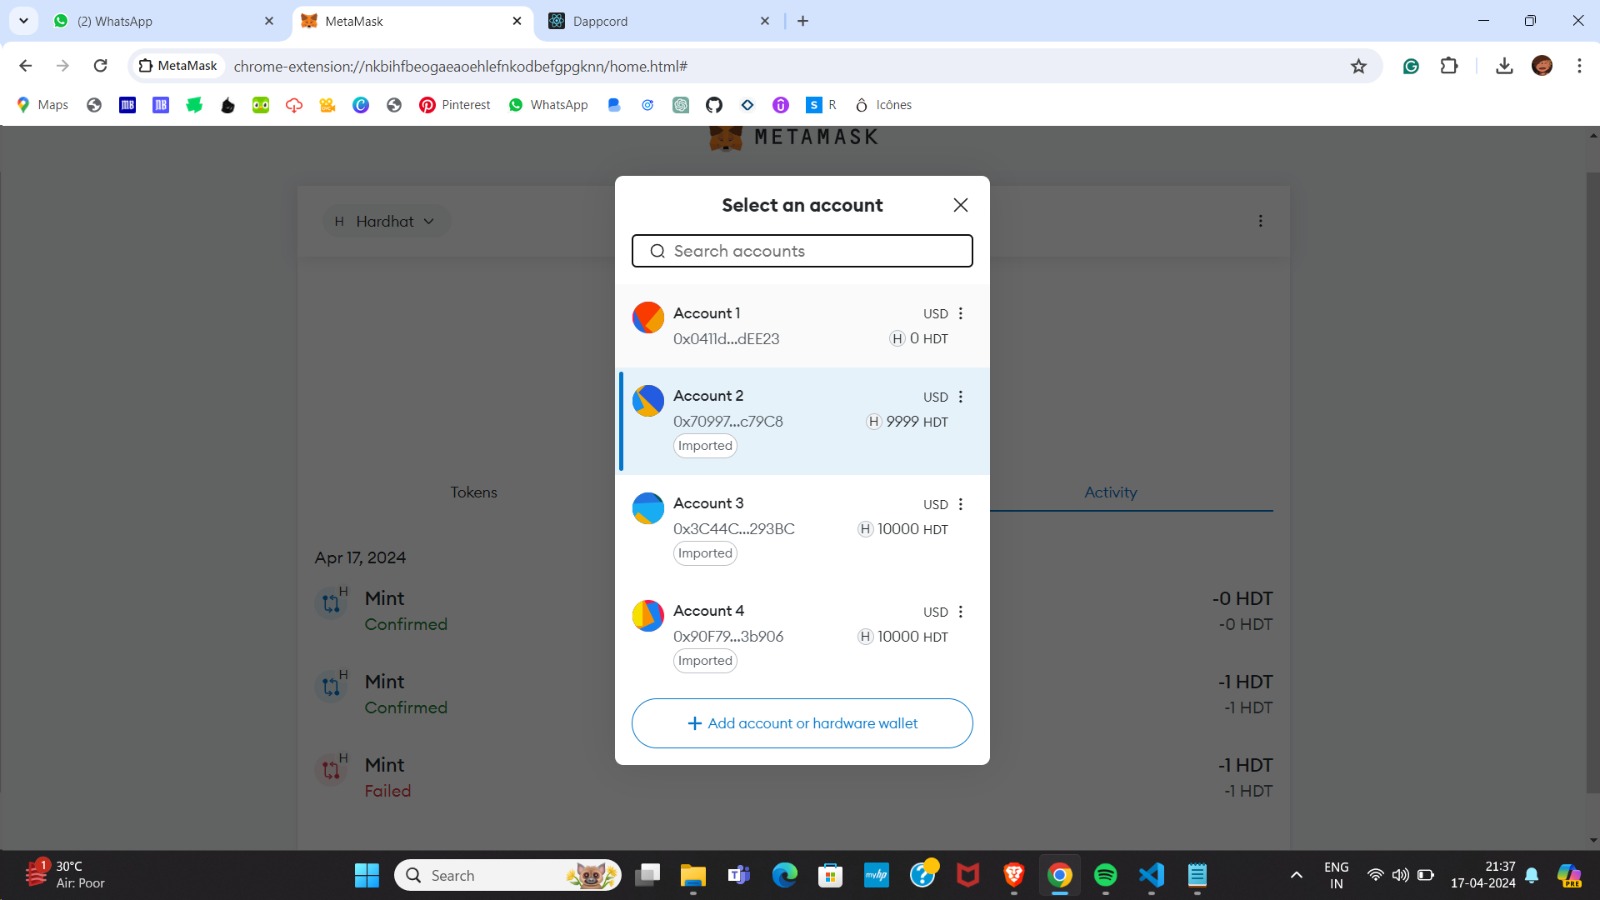 (2) WhatsApp
MetaMask
Dappcord
MetaMask
chrome-extension://nkbihfbeogaeaoehlefnkodbefgpgknn/home.html#
Maps
MB
MB
Pinterest
WhatsApp
S
R
Icônes
METAMASK
H Hardhat
Select an account
Search accounts
Account 1
USD
0x0411d...dEE23
H 0 HDT
Account 2
USD
0x70997...c79C8
H 9999 HDT
Imported
Account 3
USD
0x3C44C...293BC
H 10000 HDT
Imported
Account 4
USD
0x90F79...3b906
H 10000 HDT
Imported
+ Add account or hardware wallet
Tokens
Activity
Apr 17, 2024
H
Mint
-0 HDT
Confirmed
-0 HDT
H
Mint
-1 HDT
Confirmed
-1 HDT
H
Mint
-1 HDT
Failed
-1 HDT
1
30°C
Air: Poor
Search
myhp
ENG
IN
21:37
17-04-2024
PRE